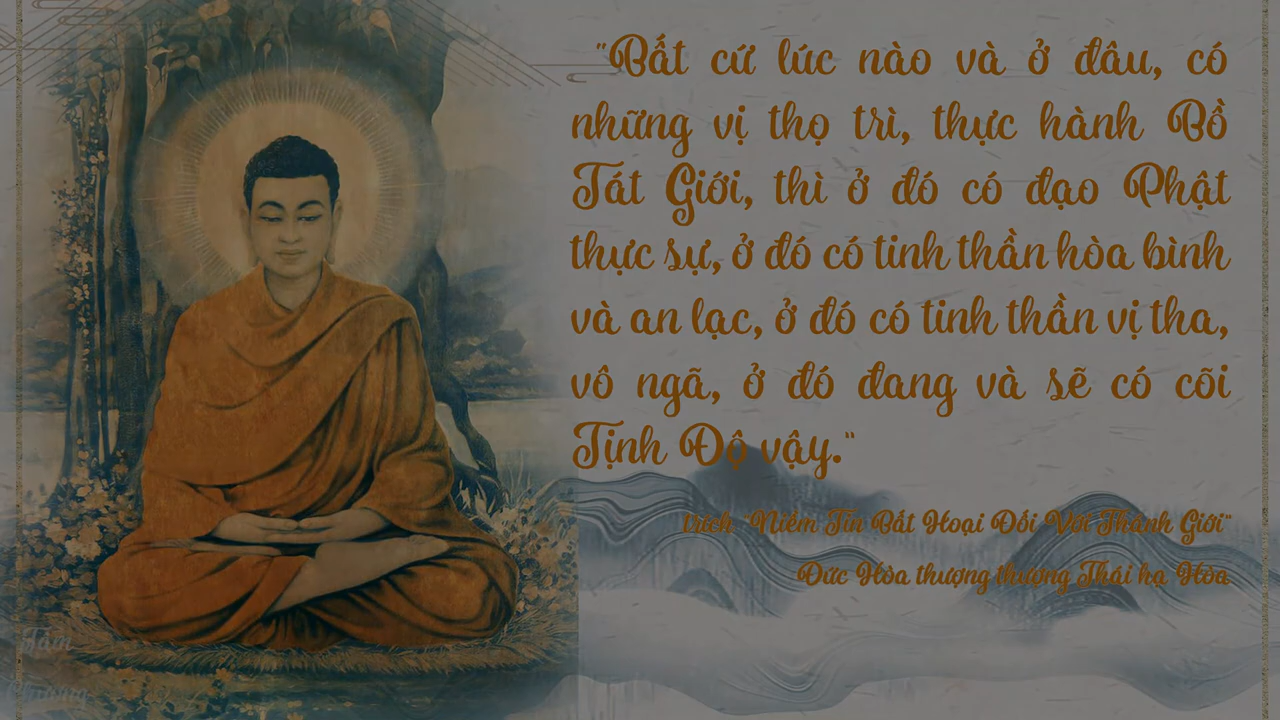 "Bất cứ lúc nào và ở đâu, có
những vị thọ trì, thực hành Bồ
Tát Giới, thì ở đó có đạo Phật
thực sự, ở đó có tinh thần hòa bình
và an lạc, ở đó có tinh thần vị tha,
vô ngã, ở đó đang và sẽ có cõi
Tịnh Độ vậy."
trích "Niềm Tin Bất Hoại Đối Với Thánh Giới"
Đức Hòa thượng thượng Thái hạ Hòa
Tâm